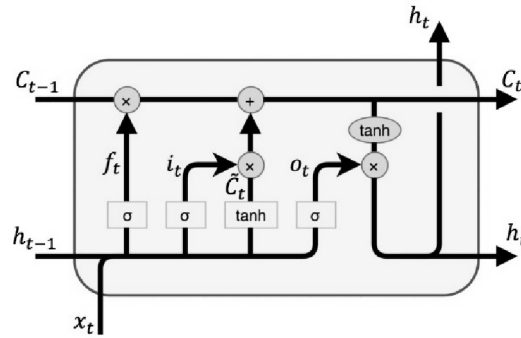 h_t
C_{t-1}
×
+
C_t
tanh
f_t
i_t
×
C̃_t
o_t
×
σ
σ
tanh
σ
h_{t-1}
h_t
x_t